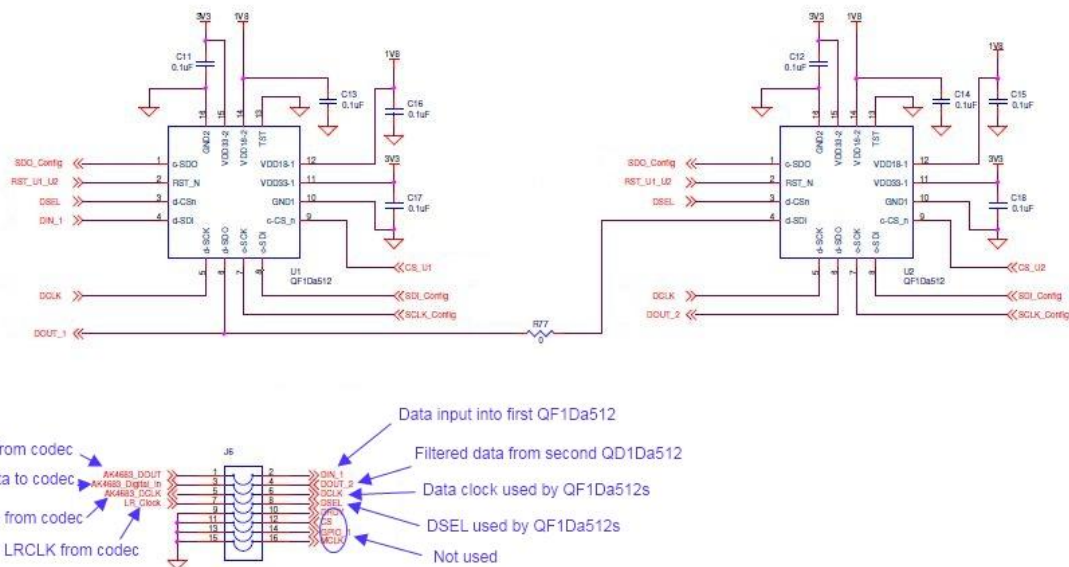 3V3 1V8
C11
0.1uF
1V8
C13
0.1uF
C16
0.1uF
16 15 14 13
GND2 VDD33-2 VDD18-2 TST
SDO_Config 1 c-SDO VDD18-1 12
RST_U1_U2 2 RST_N VDD33-1 11 3V3
DSEL 3 d-CSn GND1 10
DIN_1 4 d-SDI c-CS_n 9
C17
0.1uF
d-SCK d-SDO c-SCK c-SDI
5 6 7 8
U1
QF1Da512
CS_U1
DCLK
SDI_Config
SCLK_Config
DOUT_1
R77
0
3V3 1V8
C12
0.1uF
1V8
C14
0.1uF
C15
0.1uF
16 15 14 13
GND2 VDD33-2 VDD18-2 TST
SDO_Config 1 c-SDO VDD18-1 12
RST_U1_U2 2 RST_N VDD33-1 11 3V3
DSEL 3 d-CSn GND1 10
4 d-SDI c-CS_n 9
C18
0.1uF
d-SCK d-SDO c-SCK c-SDI
5 6 7 8
U2
QF1Da512
CS_U2
DCLK
SDI_Config
DOUT_2
SCLK_Config
Data input into first QF1Da512
from codec
J6
Filtered data from second QD1Da512
AK4683_DOUT 1 2 DIN_1
to codec
AK4683_Digital_In 3 4 DOUT_2
AK4683_DCLK 5 6 DCLK
Data clock used by QF1Da512s
LR_Clock 7 8 DSEL
from codec
9 10
11 12 CS
DSEL used by QF1Da512s
13 14 GPIO_1
LRCLK from codec
15 16 MCLK
Not used